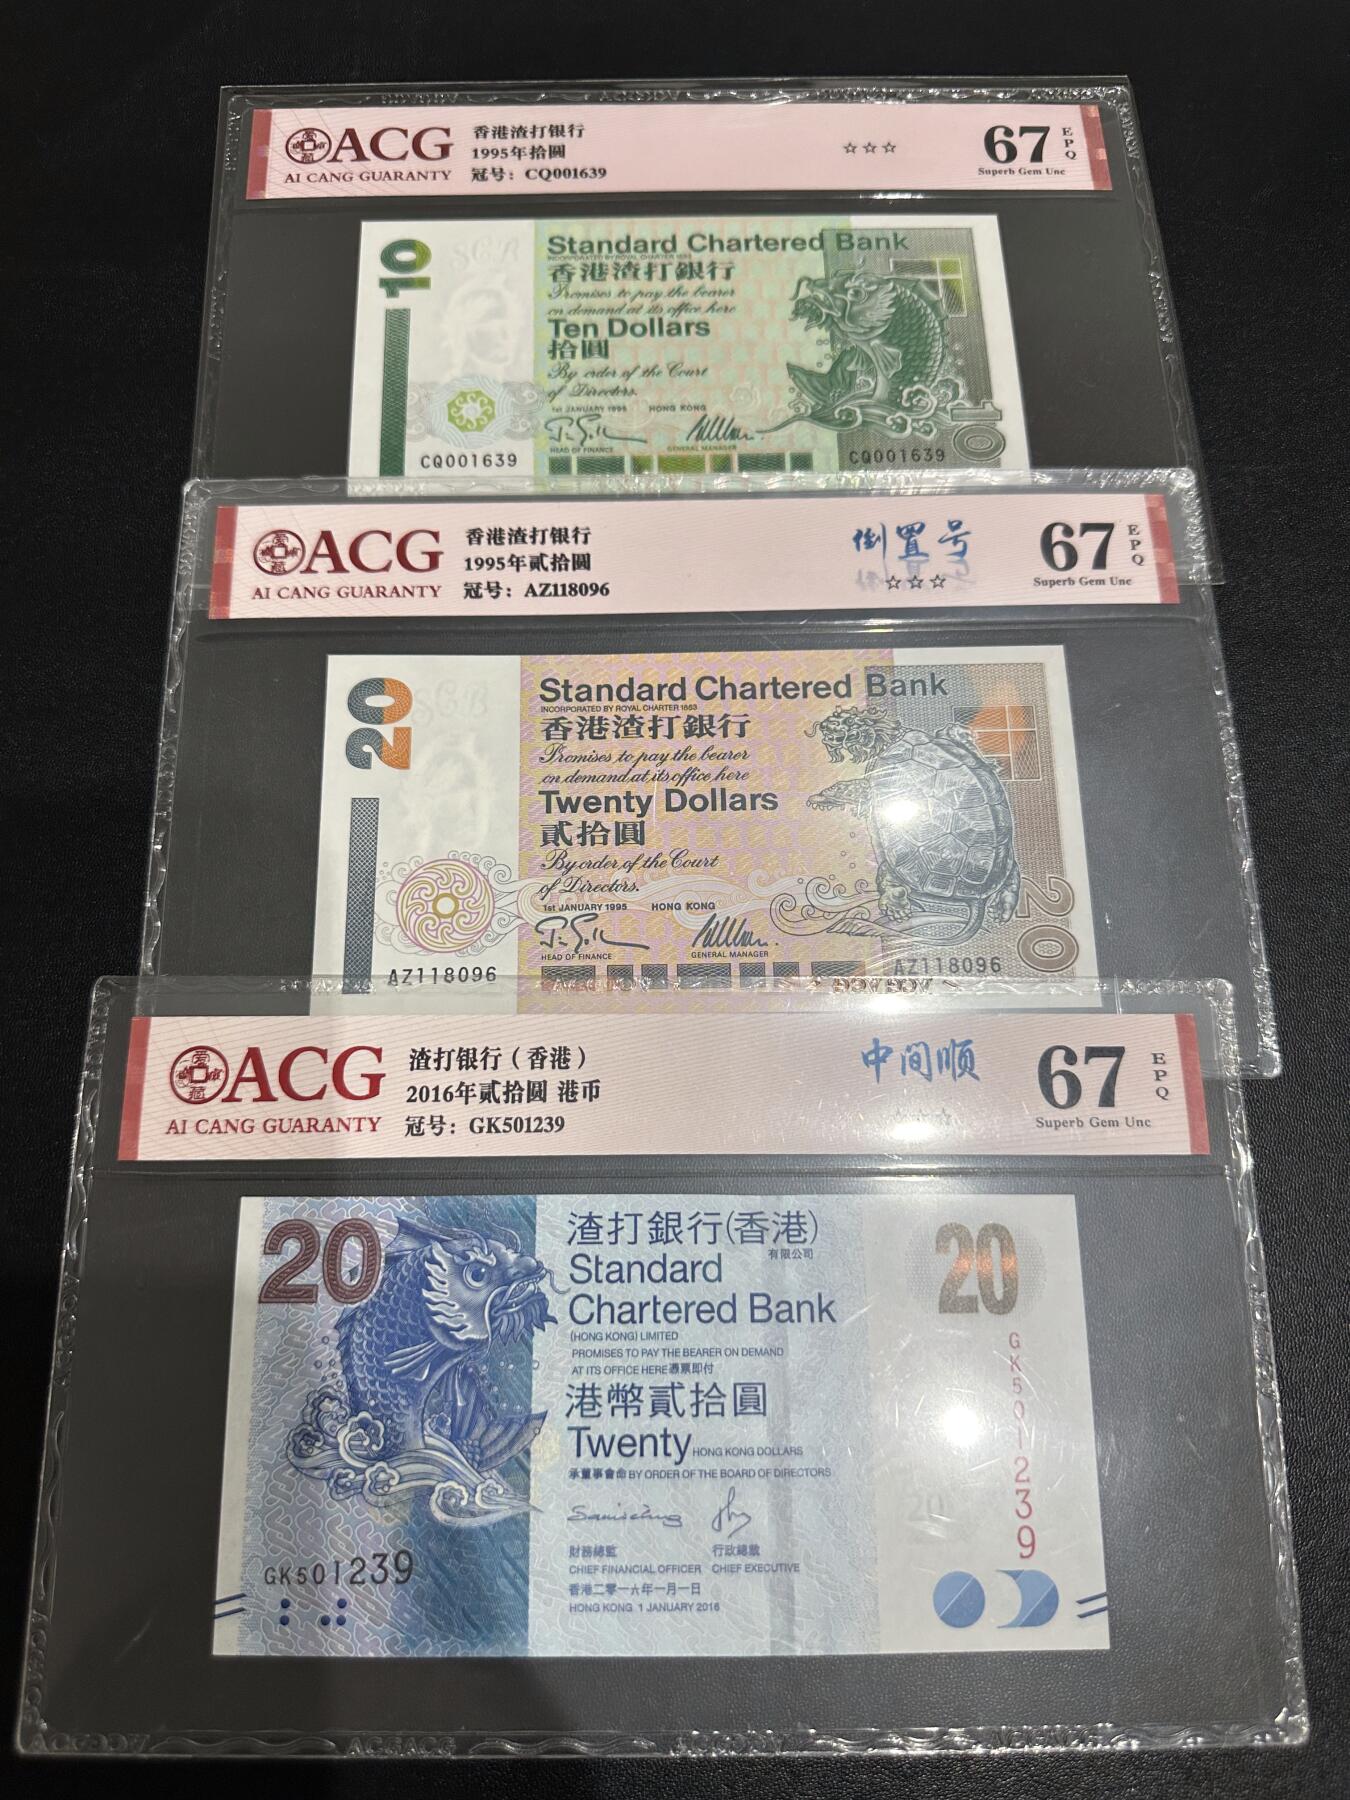 ACG
AI CANG GUARANTY
香港渣打银行
1995年拾圆
冠号：CQ001639
☆☆☆
67
EPQ
Superb Gem Unc
10
Standard Chartered Bank
INCORPORATED BY ROYAL CHARTER 1853
香港渣打銀行
Promises to pay the bearer
on demand at its office here
Ten Dollars
拾圓
By order of the Court
of Directors.
1st JANUARY 1995 HONG KONG
HEAD OF FINANCE GENERAL MANAGER
CQ001639
CQ001639
10
ACG
AI CANG GUARANTY
香港渣打银行
1995年贰拾圆
冠号：AZ118096
倒置号
☆☆☆
67
EPQ
Superb Gem Unc
20
SCB
Standard Chartered Bank
INCORPORATED BY ROYAL CHARTER 1853
香港渣打銀行
Promises to pay the bearer
on demand at its office here
Twenty Dollars
貳拾圓
By order of the Court
of Directors.
1st JANUARY 1995 HONG KONG
HEAD OF FINANCE GENERAL MANAGER
AZ118096
AZ118096
20
ACG
AI CANG GUARANTY
渣打银行（香港）
2016年贰拾圆 港币
冠号：GK501239
中间顺
☆☆☆
67
EPQ
Superb Gem Unc
20
渣打銀行(香港)
有限公司
Standard
Chartered Bank
(HONG KONG) LIMITED
PROMISES TO PAY THE BEARER ON DEMAND
AT ITS OFFICE HERE 憑票即付
港幣貳拾圓
Twenty HONG KONG DOLLARS
承董事會命 BY ORDER OF THE BOARD OF DIRECTORS
財務總監 行政總裁
CHIEF FINANCIAL OFFICER CHIEF EXECUTIVE
香港二零一六年一月一日
HONG KONG 1 JANUARY 2016
GK501239
20
GK501239
20